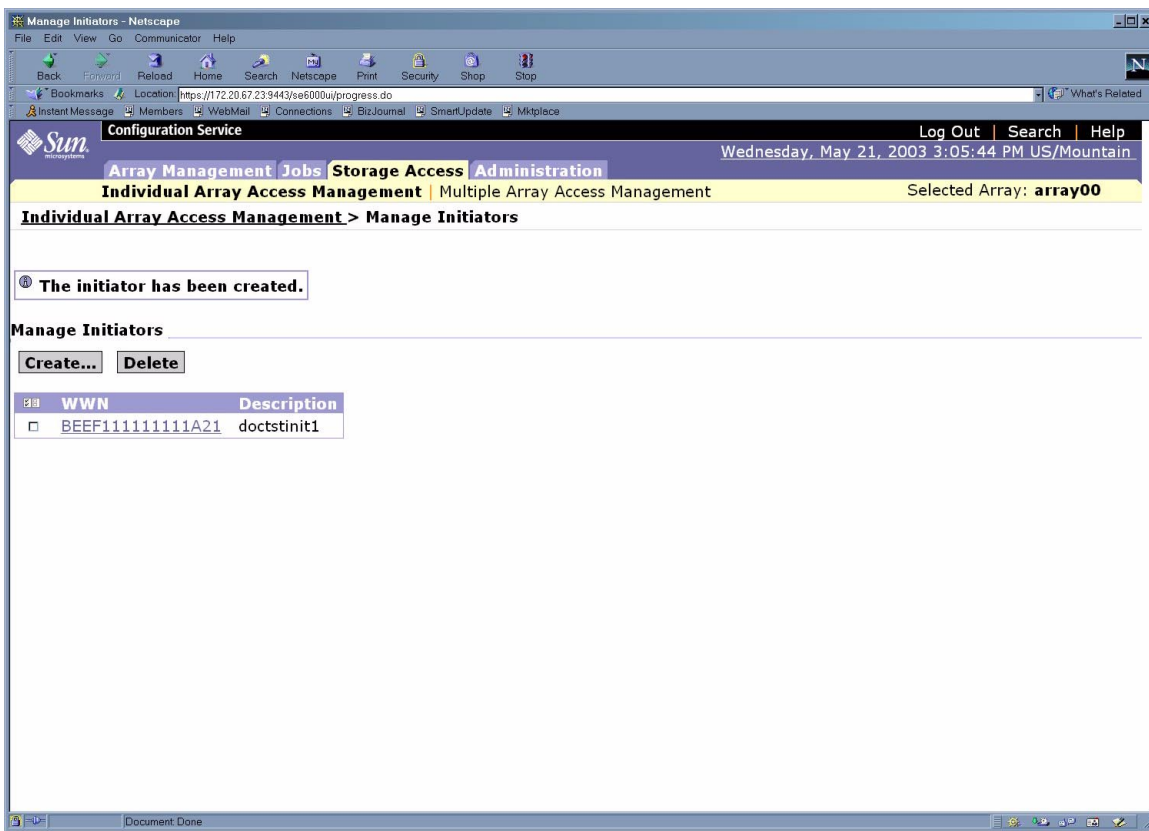 Manage Initiators - Netscape
File Edit View Go Communicator Help
Back Forward Reload Home Search Netscape Print Security Shop Stop
N
Bookmarks Location: https://172.20.67.23:9443/se6000ui/progress.do What's Related
Instant Message Members WebMail Connections BizJournal SmartUpdate Mktplace
Sun microsystems
Configuration Service
Log Out | Search | Help
Wednesday, May 21, 2003 3:05:44 PM US/Mountain
Array Management Jobs Storage Access Administration
Individual Array Access Management | Multiple Array Access Management Selected Array: array00
Individual Array Access Management > Manage Initiators
The initiator has been created.
Manage Initiators
Create... Delete
WWN Description
BEEF111111111A21 doctstinit1
Document: Done